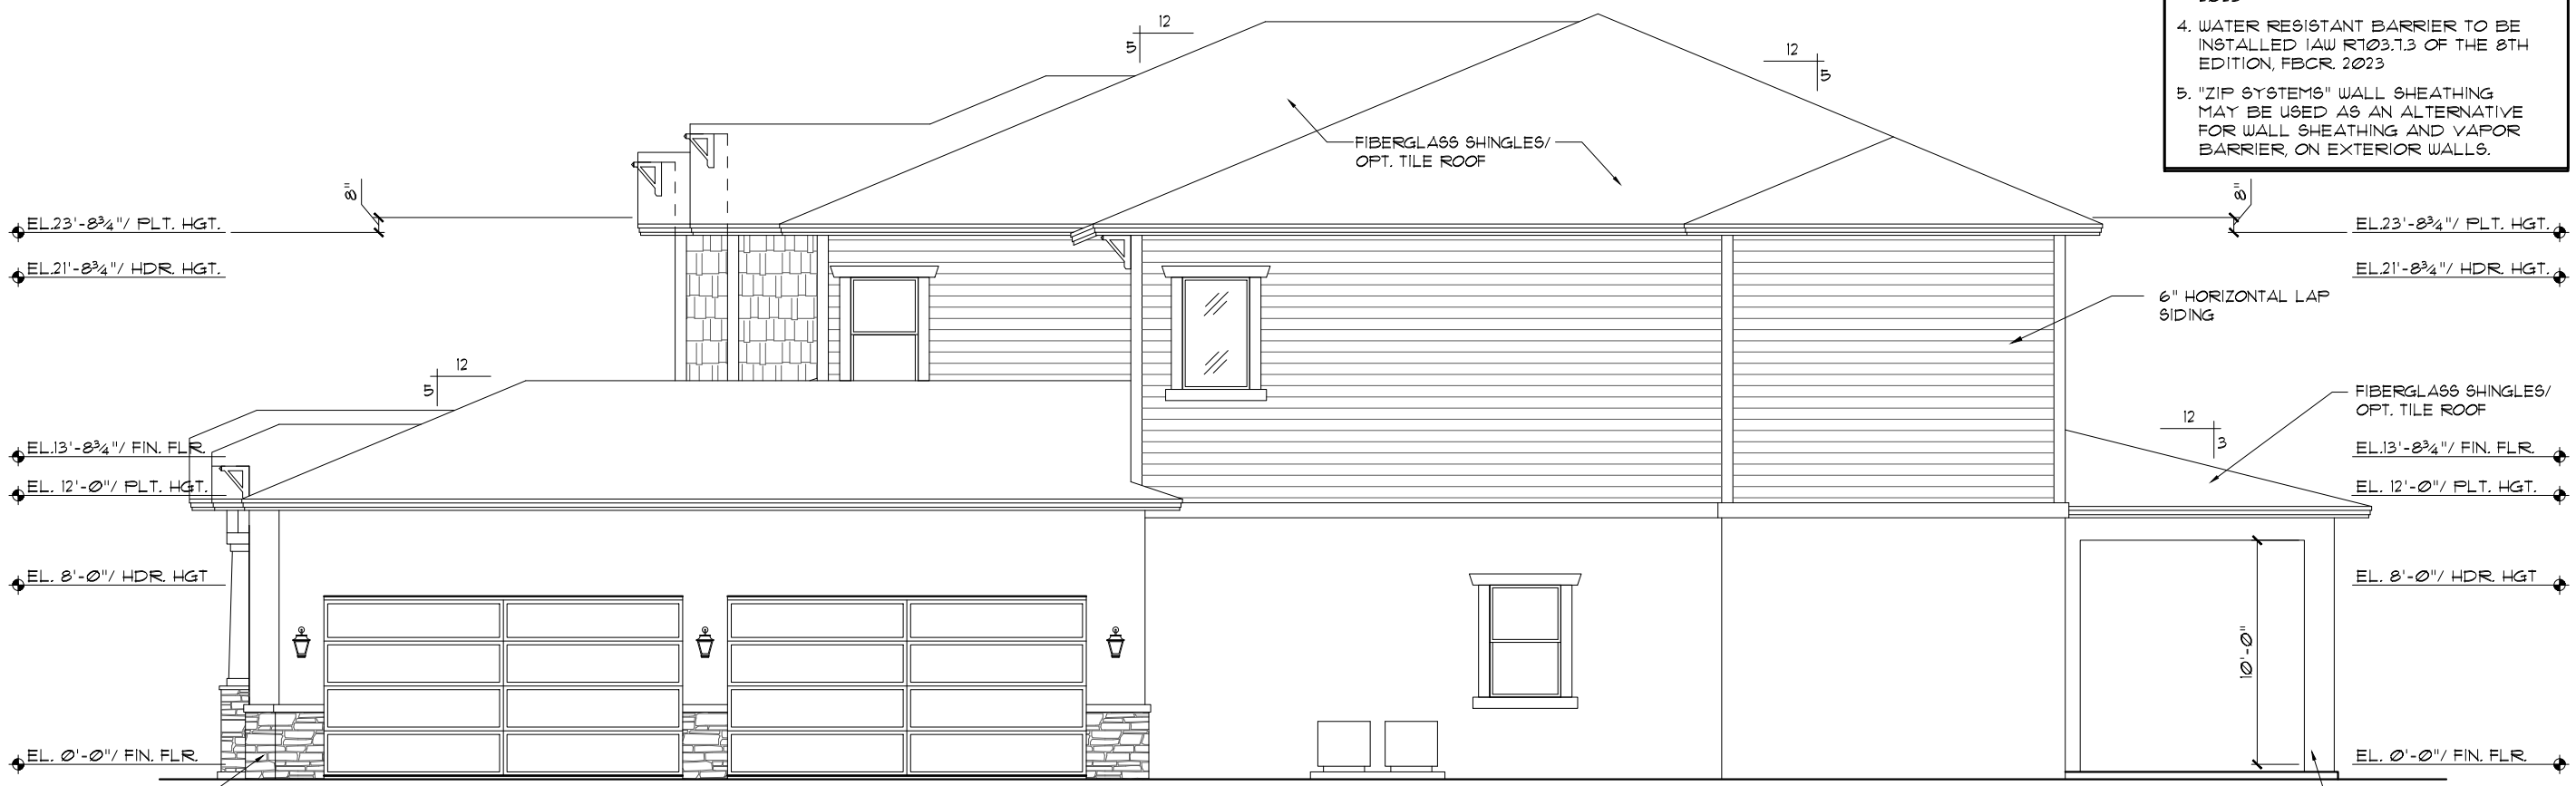 4. WATER RESISTANT BARRIER TO BE
INSTALLED IAW R703.7.3 OF THE 8TH
EDITION, FBCR. 2023
5. "ZIP SYSTEMS" WALL SHEATHING
MAY BE USED AS AN ALTERNATIVE
FOR WALL SHEATHING AND VAPOR
BARRIER, ON EXTERIOR WALLS.
12
5
12
5
FIBERGLASS SHINGLES/
OPT. TILE ROOF
8"
8"
EL.23'-8¾"/ PLT. HGT.
EL.23'-8¾"/ PLT. HGT.
EL.21'-8¾"/ HDR. HGT.
EL.21'-8¾"/ HDR. HGT.
6" HORIZONTAL LAP
SIDING
12
5
FIBERGLASS SHINGLES/
OPT. TILE ROOF
12
3
EL.13'-8¾"/ FIN. FLR.
EL.13'-8¾"/ FIN. FLR.
EL. 12'-0"/ PLT. HGT.
EL. 12'-0"/ PLT. HGT.
EL. 8'-0"/ HDR. HGT
EL. 8'-0"/ HDR. HGT
10'-0"
EL. 0'-0"/ FIN. FLR.
EL. 0'-0"/ FIN. FLR.